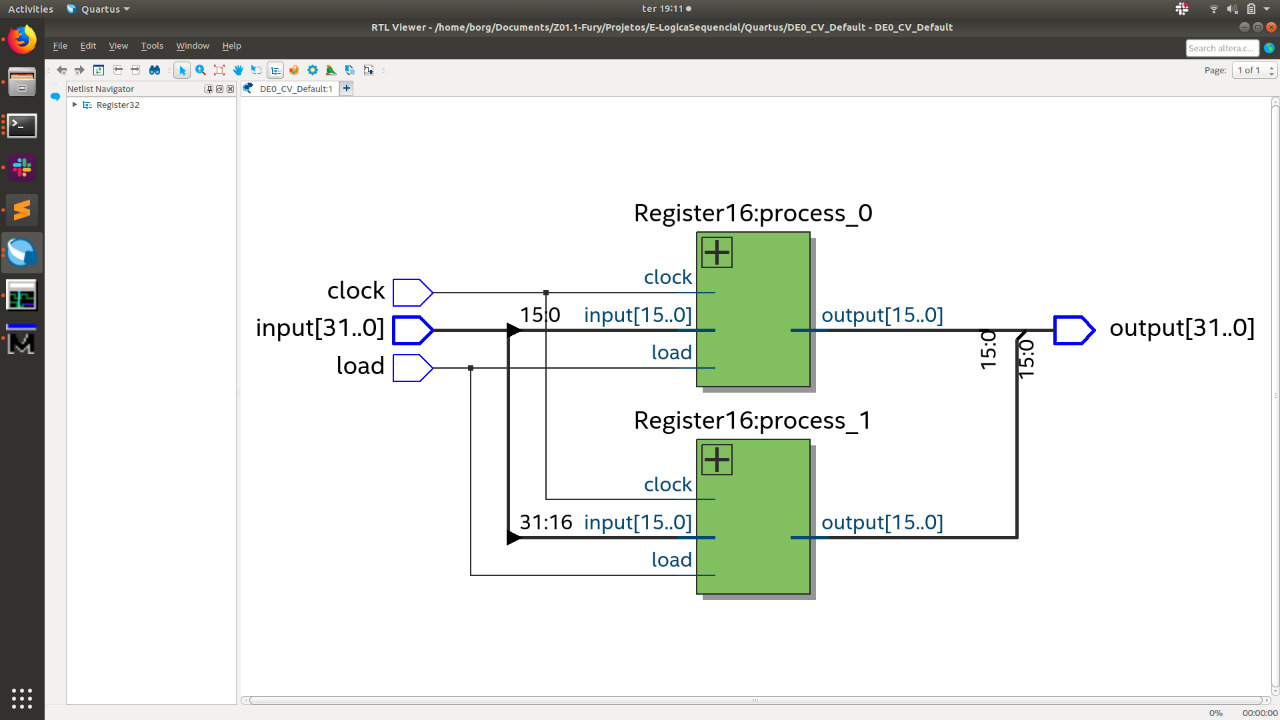 Activities Quartus ter 19:11
RTL Viewer - /home/borg/Documents/Z01.1-Fury/Projetos/E-LogicaSequencial/Quartus/DE0_CV_Default - DE0_CV_Default
File Edit View Tools Window Help Search altera.c...
Page: 1 of 1
Netlist Navigator DE0_CV_Default:1
Register32
Register16:process_0
clock clock
input[31..0] 15:0 input[15..0] output[15..0] output[31..0]
load load
15:0 15:0
Register16:process_1
clock
31:16 input[15..0] output[15..0]
load
0% 00:00:00